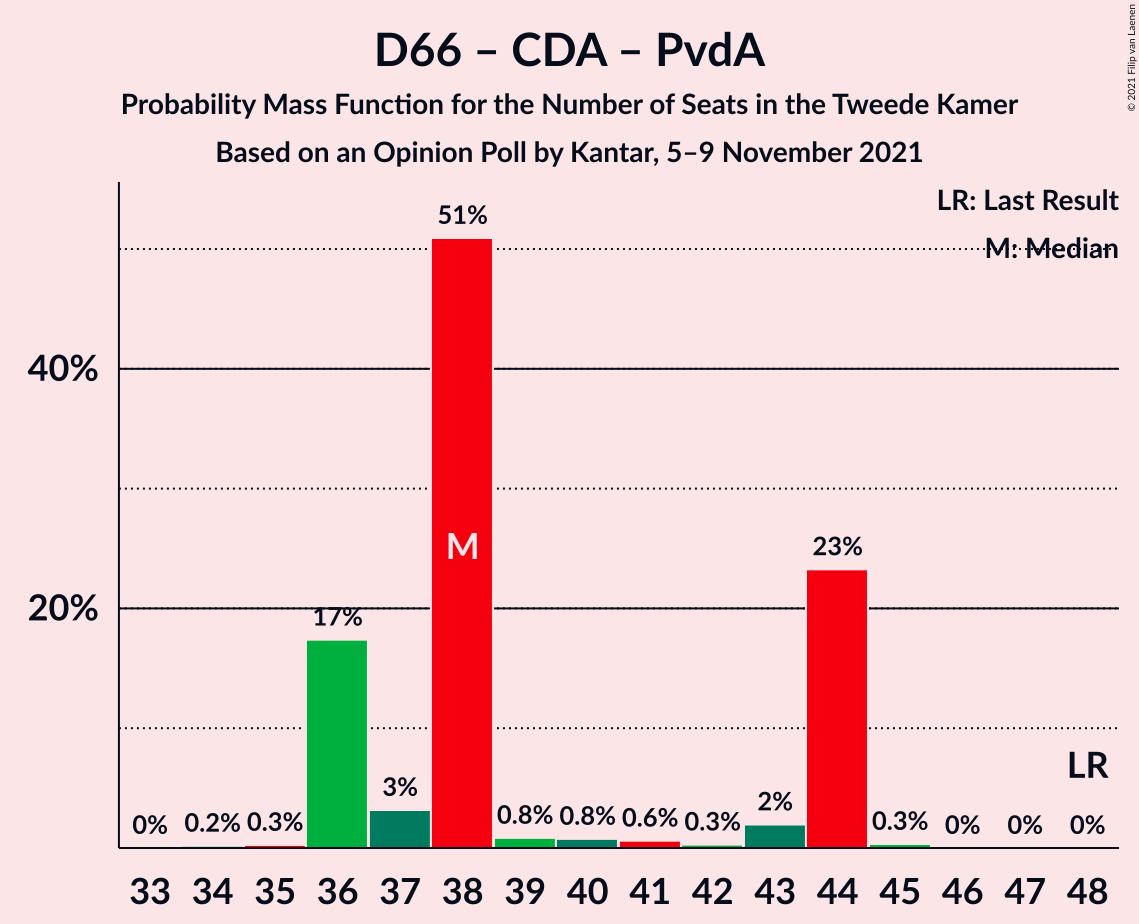 D66 – CDA – PvdA
Probability Mass Function for the Number of Seats in the Tweede Kamer
Based on an Opinion Poll by Kantar, 5–9 November 2021
© 2021 Filip van Laenen
LR: Last Result
M: Median
51%
40%
M
23%
20%
17%
LR
3%
2%
0% 0.2% 0.3% 0.8% 0.8% 0.6% 0.3% 0.3% 0% 0% 0%
33 34 35 36 37 38 39 40 41 42 43 44 45 46 47 48